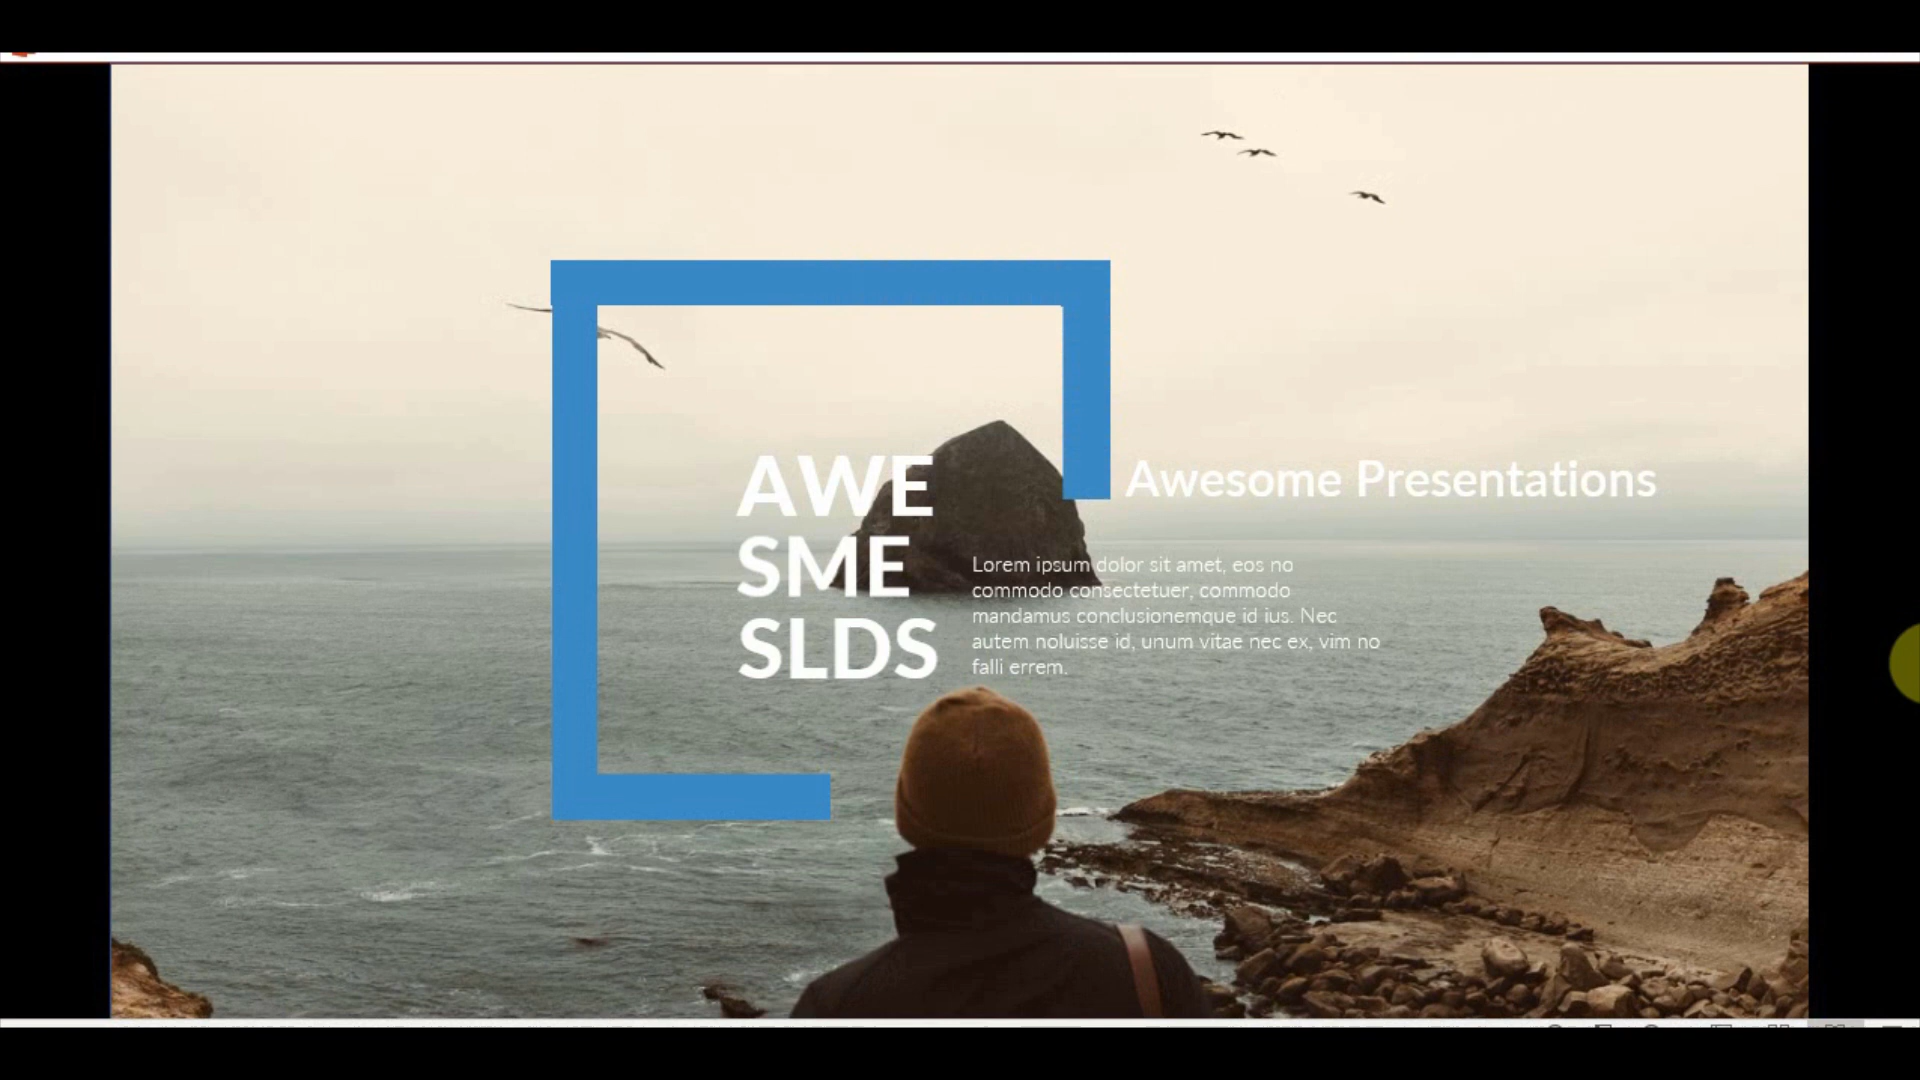 AWE
SME
SLDS
Awesome Presentations
Lorem ipsum dolor sit amet, eos no
commodo consectetuer, commodo
mandamus conclusionemque id ius. Nec
autem noluisse id, unum vitae nec ex, vim no
falli errem.